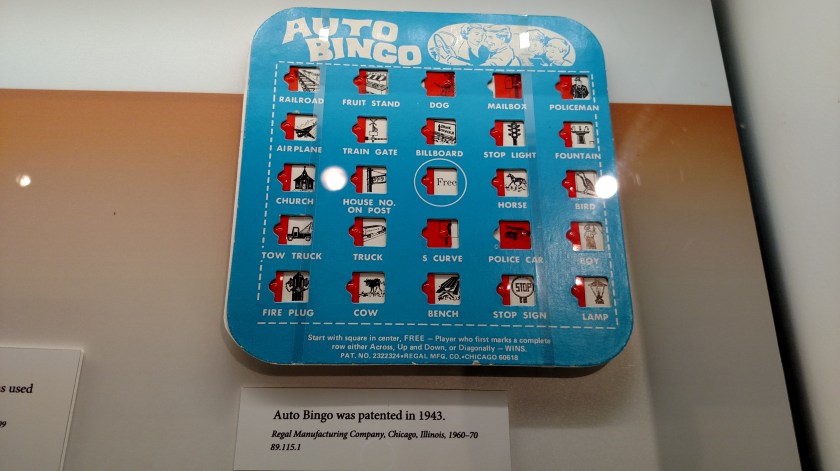 AUTO
BINGO
RAILROAD FRUIT STAND DOG MAILBOX POLICEMAN
AIRPLANE TRAIN GATE BILLBOARD STOP LIGHT FOUNTAIN
Free
CHURCH HOUSE NO. ON POST HORSE BIRD
TOW TRUCK TRUCK S CURVE POLICE CAR BOY
STOP
FIRE PLUG COW BENCH STOP SIGN LAMP
Start with square in center, FREE — Player who first marks a complete
row either Across, Up and Down, or Diagonally — WINS.
PAT. NO. 2322324•REGAL MFG. CO.•CHICAGO 60618
Auto Bingo was patented in 1943.
Regal Manufacturing Company, Chicago, Illinois, 1960–70
89.115.1
used